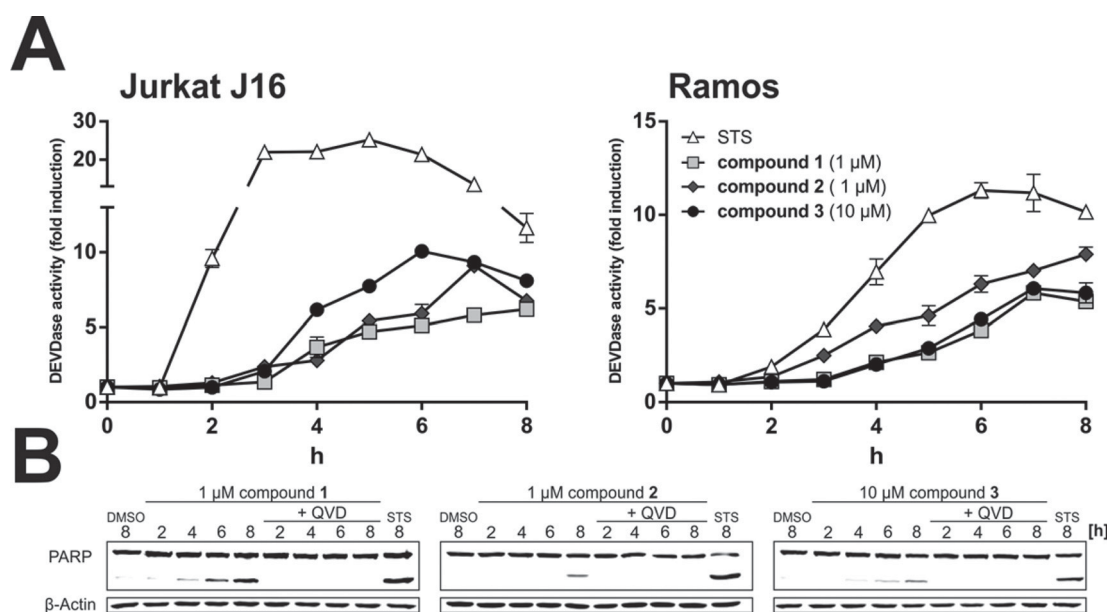 A
Jurkat J16
Ramos
DEVDase activity (fold induction)
30
20
10
5
0
0 2 4 6 8
h
DEVDase activity (fold induction)
15
10
5
0
0 2 4 6 8
h
STS
compound 1 (1 µM)
compound 2 ( 1 µM)
compound 3 (10 µM)
B
1 µM compound 1
+ QVD
DMSO STS
8 2 4 6 8 2 4 6 8 8
1 µM compound 2
+ QVD
DMSO STS
8 2 4 6 8 2 4 6 8 8
10 µM compound 3
+ QVD
DMSO STS
8 2 4 6 8 2 4 6 8 8 [h]
PARP
β-Actin